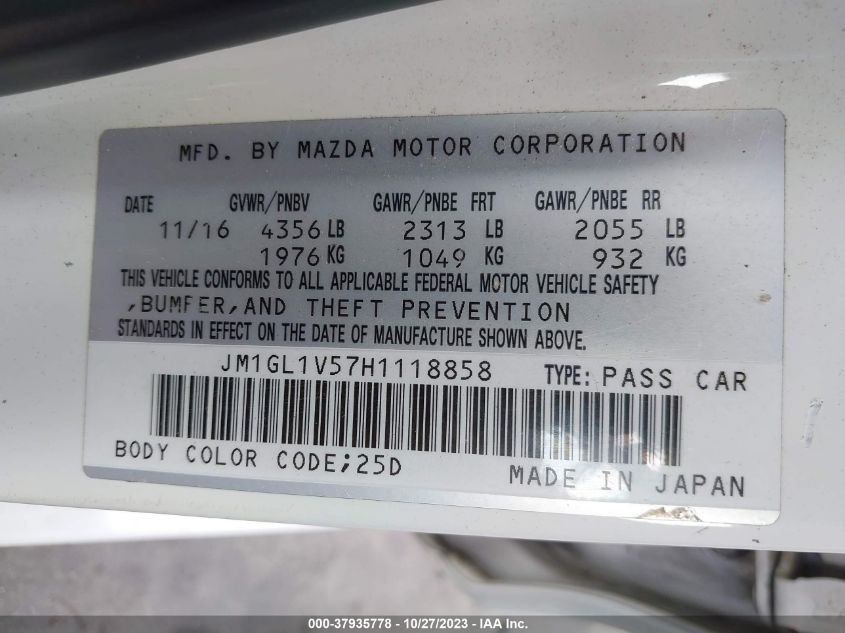 MFD. BY MAZDA MOTOR CORPORATION
DATE GVWR/PNBV GAWR/PNBE FRT GAWR/PNBE RR
11/16 4356 LB 2313 LB 2055 LB
1976 KG 1049 KG 932 KG
THIS VEHICLE CONFORMS TO ALL APPLICABLE FEDERAL MOTOR VEHICLE SAFETY
,BUMPER,AND THEFT PREVENTION
STANDARDS IN EFFECT ON THE DATE OF MANUFACTURE SHOWN ABOVE.
JM1GL1V57H1118858 TYPE: PASS CAR
BODY COLOR CODE;25D
MADE IN JAPAN
000-37935778 - 10/27/2023 - IAA Inc.